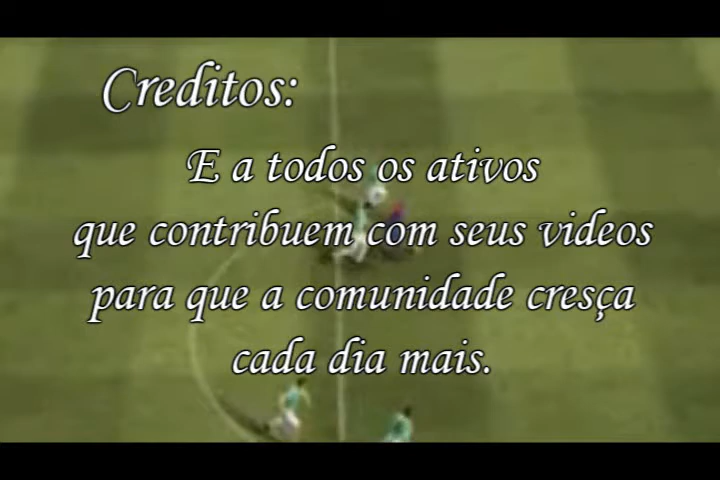 Creditos:
E a todos os ativos
que contribuem com seus videos
para que a comunidade cresça
cada dia mais.